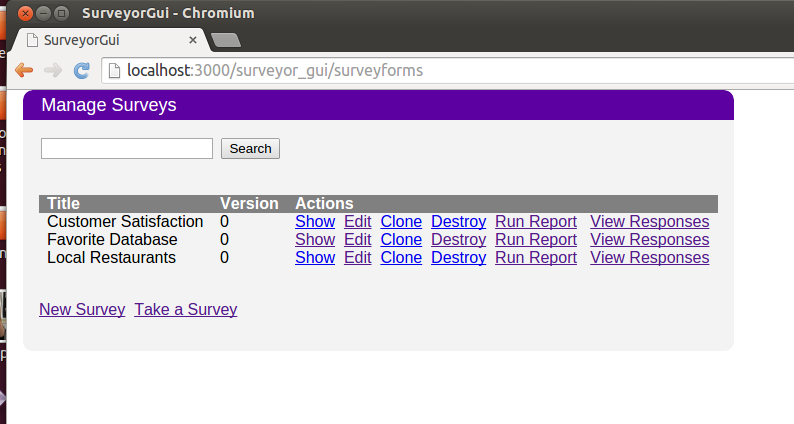 SurveyorGui - Chromium
SurveyorGui
localhost:3000/surveyor_gui/surveyforms
Manage Surveys
Search
Title Version Actions
Customer Satisfaction 0 Show Edit Clone Destroy Run Report View Responses
Favorite Database 0 Show Edit Clone Destroy Run Report View Responses
Local Restaurants 0 Show Edit Clone Destroy Run Report View Responses
New Survey Take a Survey